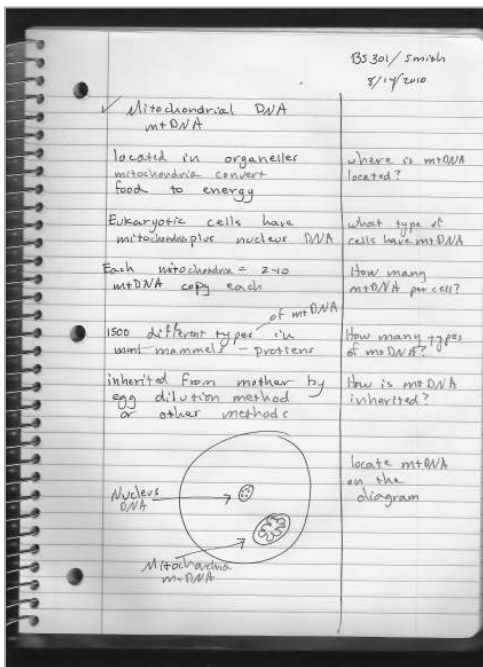 BS 301/ Smith
8/14/2010
Mitochondrial DNA
mtDNA
located in organelles
mitochondria convert
food to energy
where is mtDNA
located?
Eukaryotic cells have
mitochondria plus nucleus DNA
what type of
cells have mtDNA
Each mitochondria = 2-10
mtDNA copy each
How many
mtDNA per cell?
of mtDNA
1500 different types in
mammels - protiens
How many types
of mtDNA?
inherited from mother by
egg dilution method
or other methods
How is mtDNA
inherited?
locate mtDNA
on the
diagram
Nucleus
DNA
Mitochondria
mtDNA